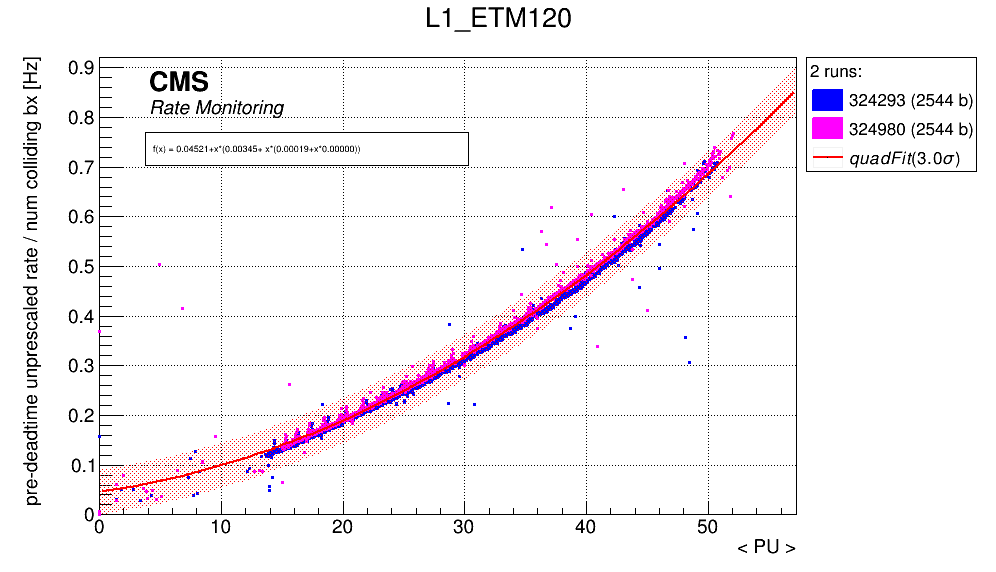 L1_ETM120
CMS
Rate Monitoring
f(x) = 0.04521+x*(0.00345+ x*(0.00019+x*0.00000))
2 runs:
324293 (2544 b)
324980 (2544 b)
quadFit(3.0σ)
pre-deadtime unprescaled rate / num colliding bx [Hz]
0.9
0.8
0.7
0.6
0.5
0.4
0.3
0.2
0.1
0
0 10 20 30 40 50
< PU >